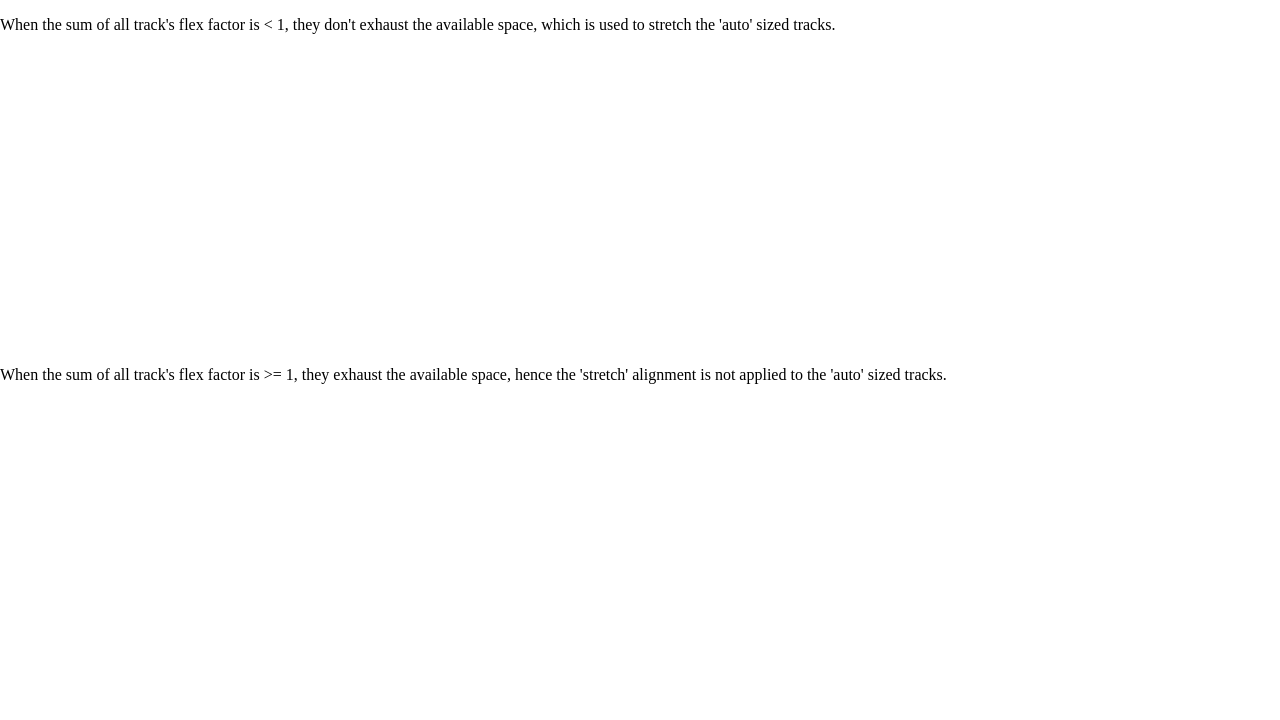 When the sum of all track's flex factor is < 1, they don't exhaust the available space, which is used to stretch the 'auto' sized tracks.
When the sum of all track's flex factor is >= 1, they exhaust the available space, hence the 'stretch' alignment is not applied to the 'auto' sized tracks.